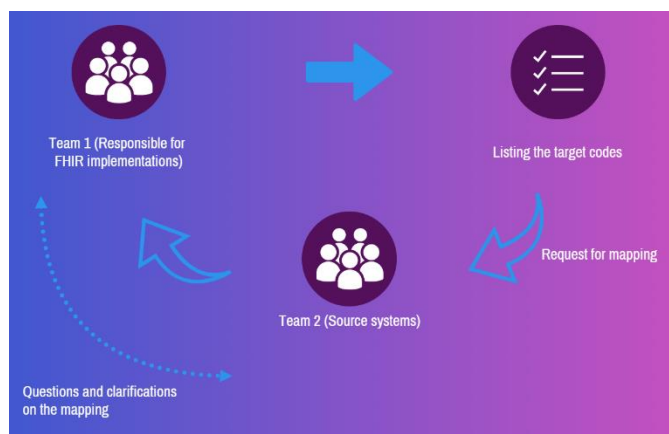 Team 1 (Responsible for
FHIR implementations)
Listing the target codes
Request for mapping
Team 2 (Source systems)
Questions and clarifications
on the mapping